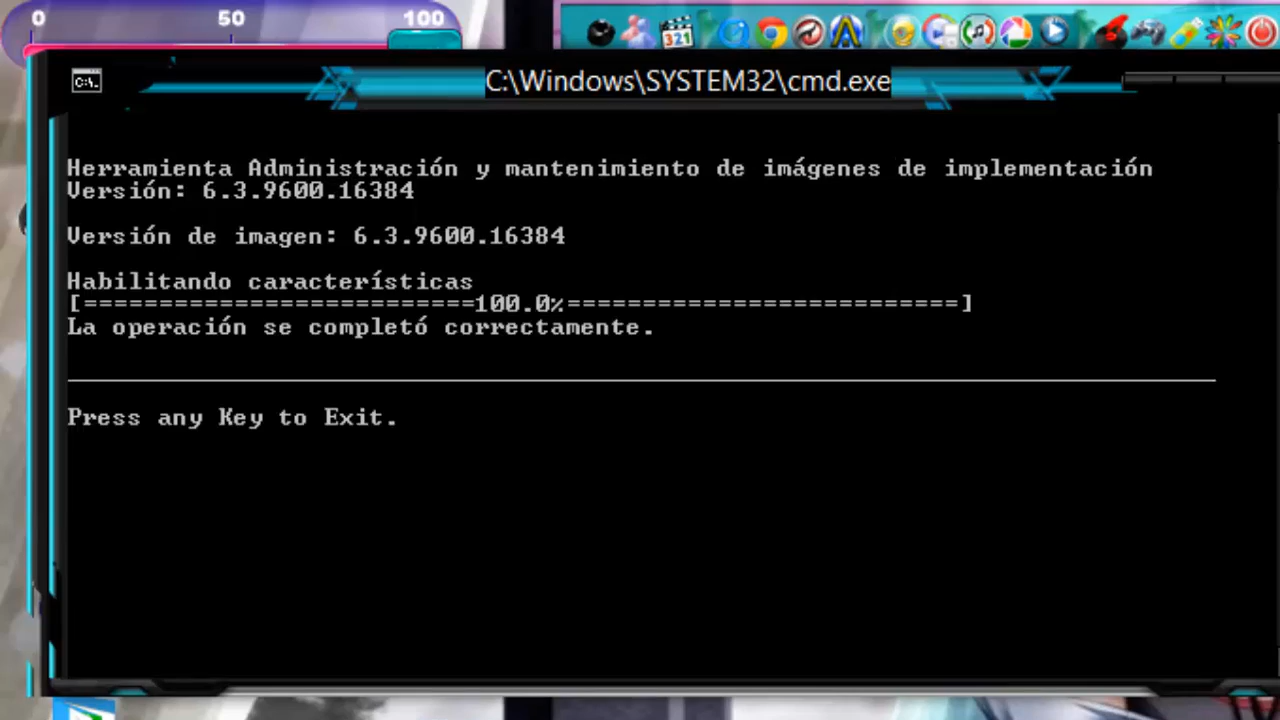 0 50 100
321
C:\Windows\SYSTEM32\cmd.exe
C:\.
Herramienta Administración y mantenimiento de imágenes de implementación
Versión: 6.3.9600.16384
Versión de imagen: 6.3.9600.16384
Habilitando características
[==========================100.0%==========================]
La operación se completó correctamente.
Press any Key to Exit.